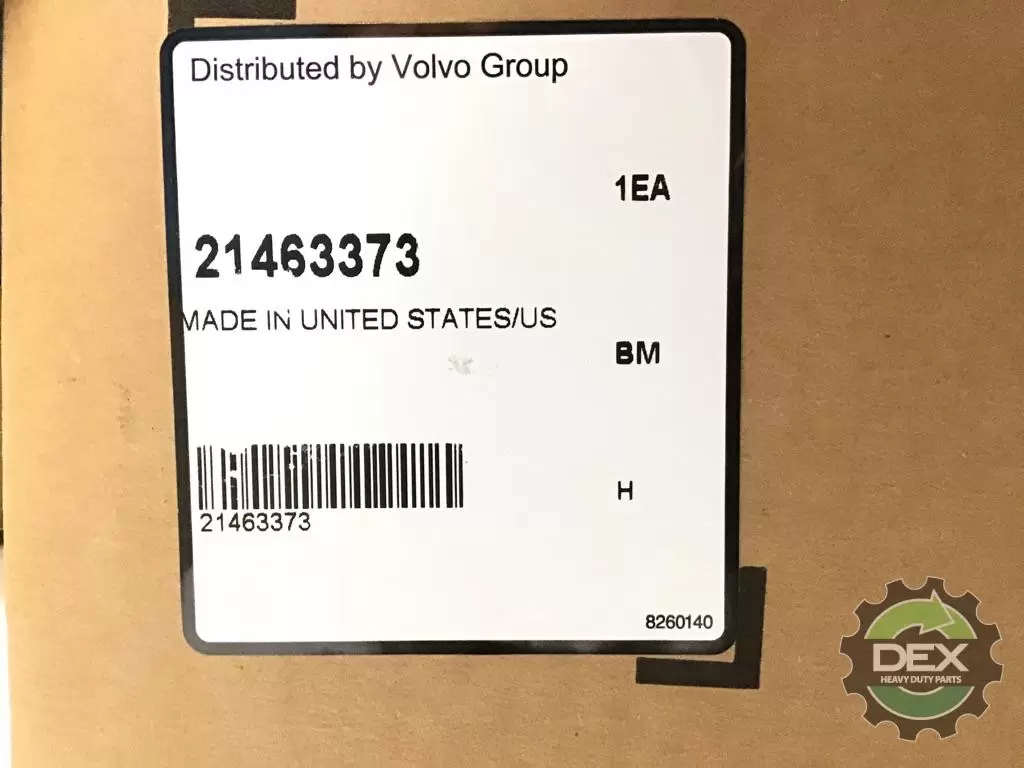 Distributed by Volvo Group
1EA
21463373
MADE IN UNITED STATES/US
BM
21463373
H
8260140
DEX
HEAVY DUTY PARTS